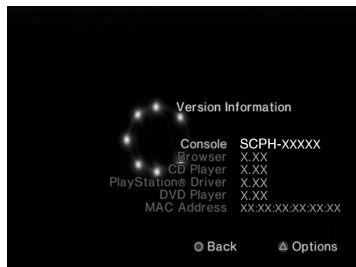 Version Information
Console SCPH-XXXXX
Browser X.XX
CD Player X.XX
PlayStation® Driver X.XX
DVD Player X.XX
MAC Address XX:XX:XX:XX:XX:XX
Back Options